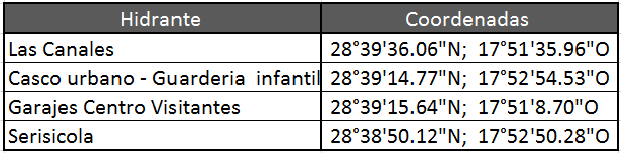 Hidrante Coordenadas
Las Canales 28°39'36.06"N; 17°51'35.96"O
Casco urbano - Guarderia infantil 28°39'14.77"N; 17°52'54.53"O
Garajes Centro Visitantes 28°39'15.64"N; 17°51'8.70"O
Serisicola 28°38'50.12"N; 17°52'50.28"O